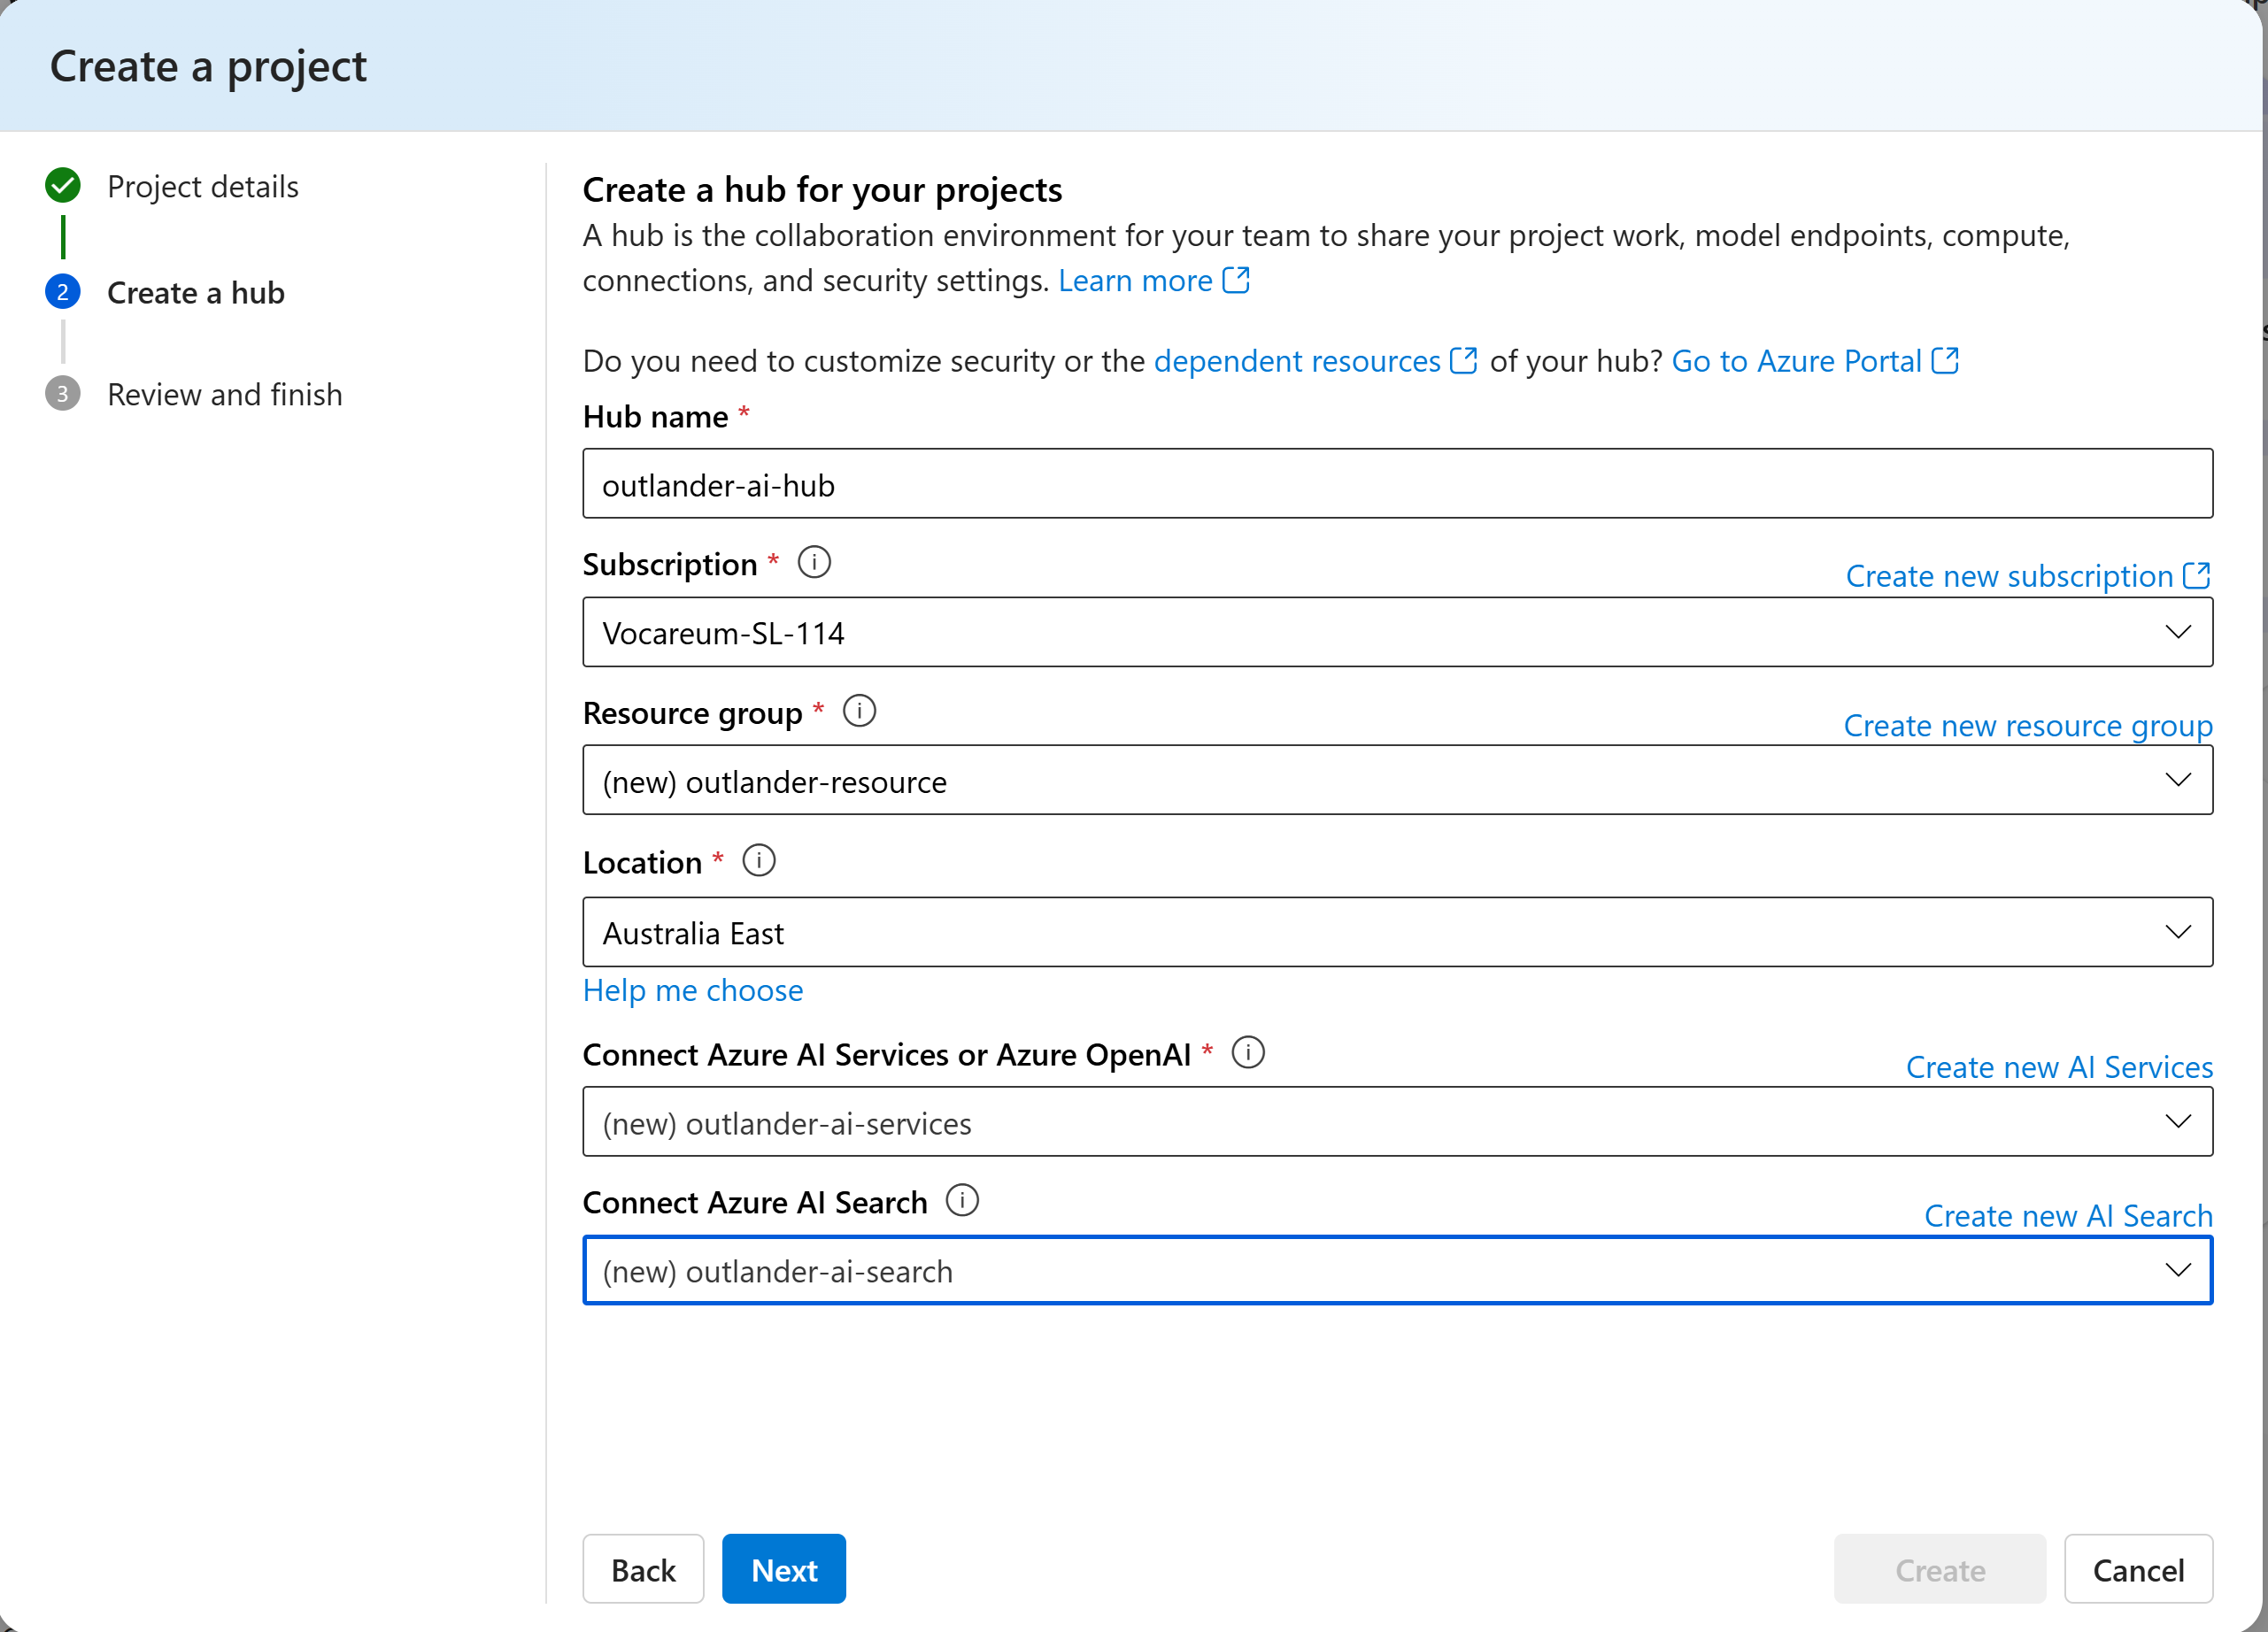 Create a project
Project details
2
Create a hub
3
Review and finish
Create a hub for your projects
A hub is the collaboration environment for your team to share your project work, model endpoints, compute,
connections, and security settings. Learn more
Do you need to customize security or the dependent resources of your hub? Go to Azure Portal
Hub name *
outlander-ai-hub
Subscription *
Create new subscription
Vocareum-SL-114
Resource group *
Create new resource group
(new) outlander-resource
Location *
Australia East
Help me choose
Connect Azure AI Services or Azure OpenAI *
Create new AI Services
(new) outlander-ai-services
Connect Azure AI Search
Create new AI Search
(new) outlander-ai-search
Back
Next
Create
Cancel